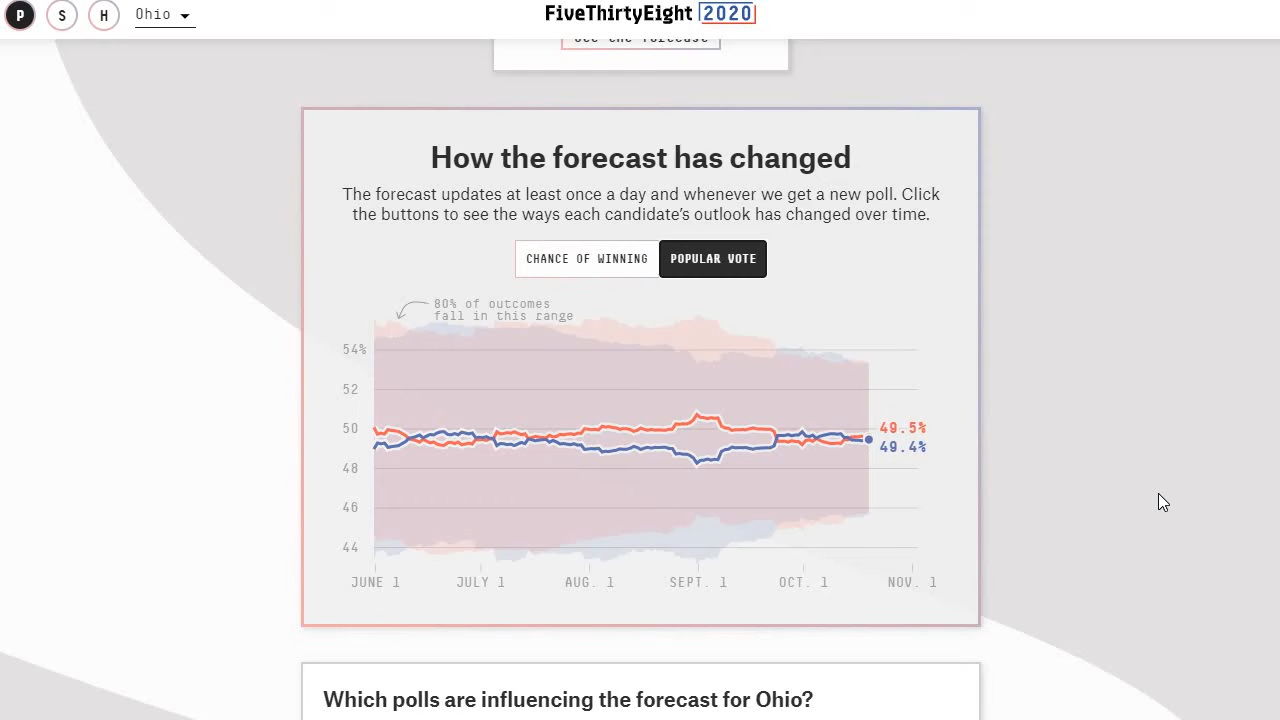 P S H Ohio FiveThirtyEight 2020
See the forecast
How the forecast has changed
The forecast updates at least once a day and whenever we get a new poll. Click
the buttons to see the ways each candidate's outlook has changed over time.
CHANCE OF WINNING POPULAR VOTE
80% of outcomes
fall in this range
54%
52
50
49.5%
49.4%
48
46
44
JUNE 1 JULY 1 AUG. 1 SEPT. 1 OCT. 1 NOV. 1
Which polls are influencing the forecast for Ohio?